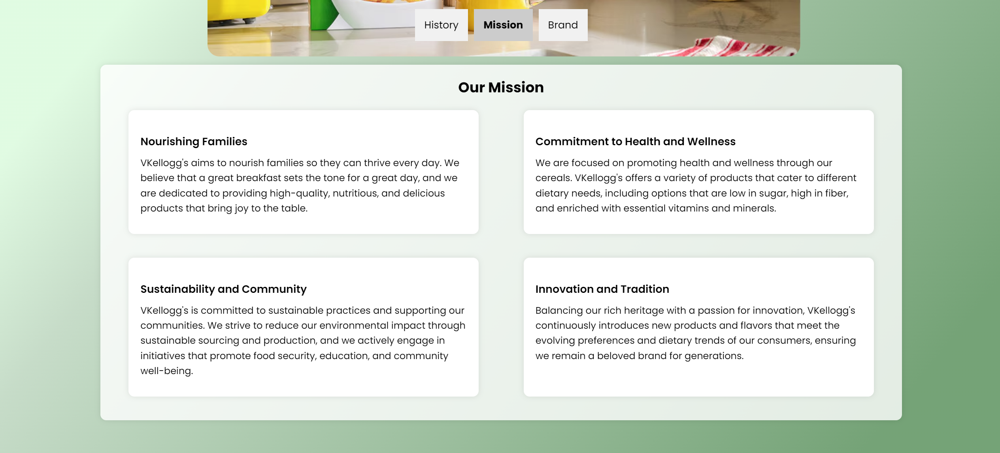 History
Mission
Brand
Our Mission
Nourishing Families
VKellogg's aims to nourish families so they can thrive every day. We
believe that a great breakfast sets the tone for a great day, and we
are dedicated to providing high-quality, nutritious, and delicious
products that bring joy to the table.
Commitment to Health and Wellness
We are focused on promoting health and wellness through our
cereals. VKellogg's offers a variety of products that cater to different
dietary needs, including options that are low in sugar, high in fiber,
and enriched with essential vitamins and minerals.
Sustainability and Community
VKellogg's is committed to sustainable practices and supporting our
communities. We strive to reduce our environmental impact through
sustainable sourcing and production, and we actively engage in
initiatives that promote food security, education, and community
well-being.
Innovation and Tradition
Balancing our rich heritage with a passion for innovation, VKellogg's
continuously introduces new products and flavors that meet the
evolving preferences and dietary trends of our consumers, ensuring
we remain a beloved brand for generations.